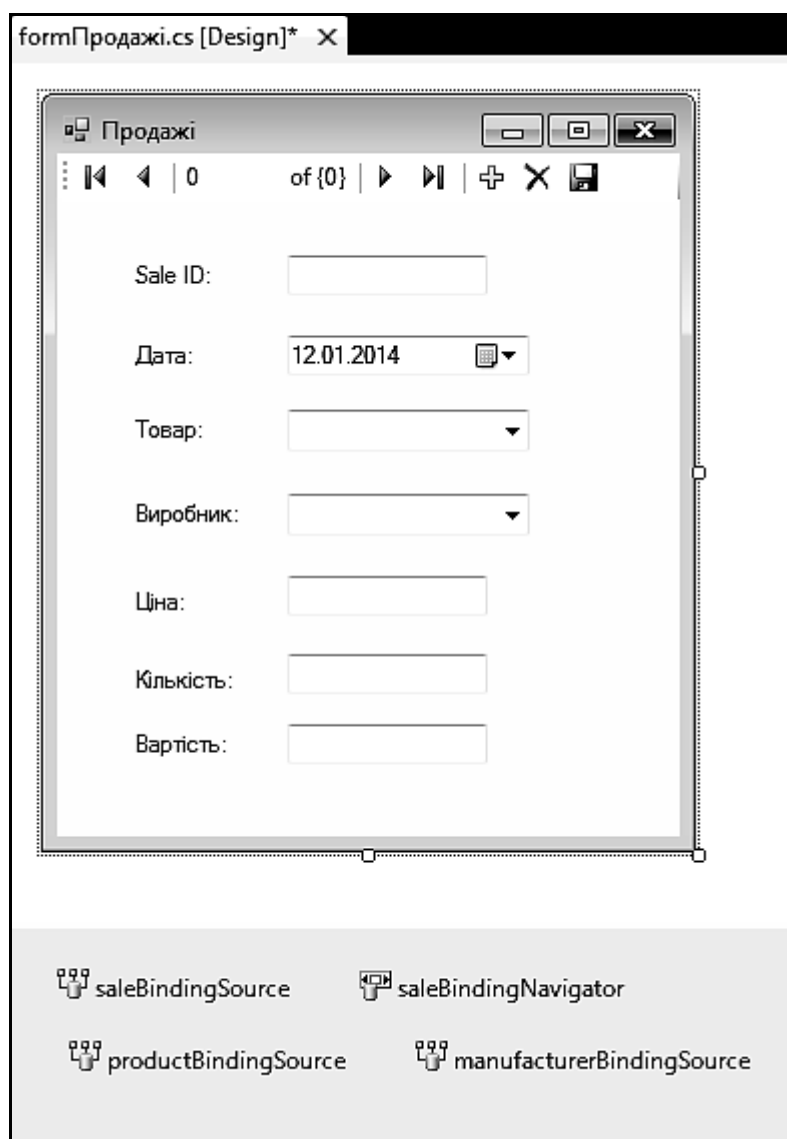 formПродажі.cs [Design]*
Продажі
0 of {0}
Sale ID:
Дата: 12.01.2014
Товар:
Виробник:
Ціна:
Кількість:
Вартість:
saleBindingSource saleBindingNavigator
productBindingSource manufacturerBindingSource